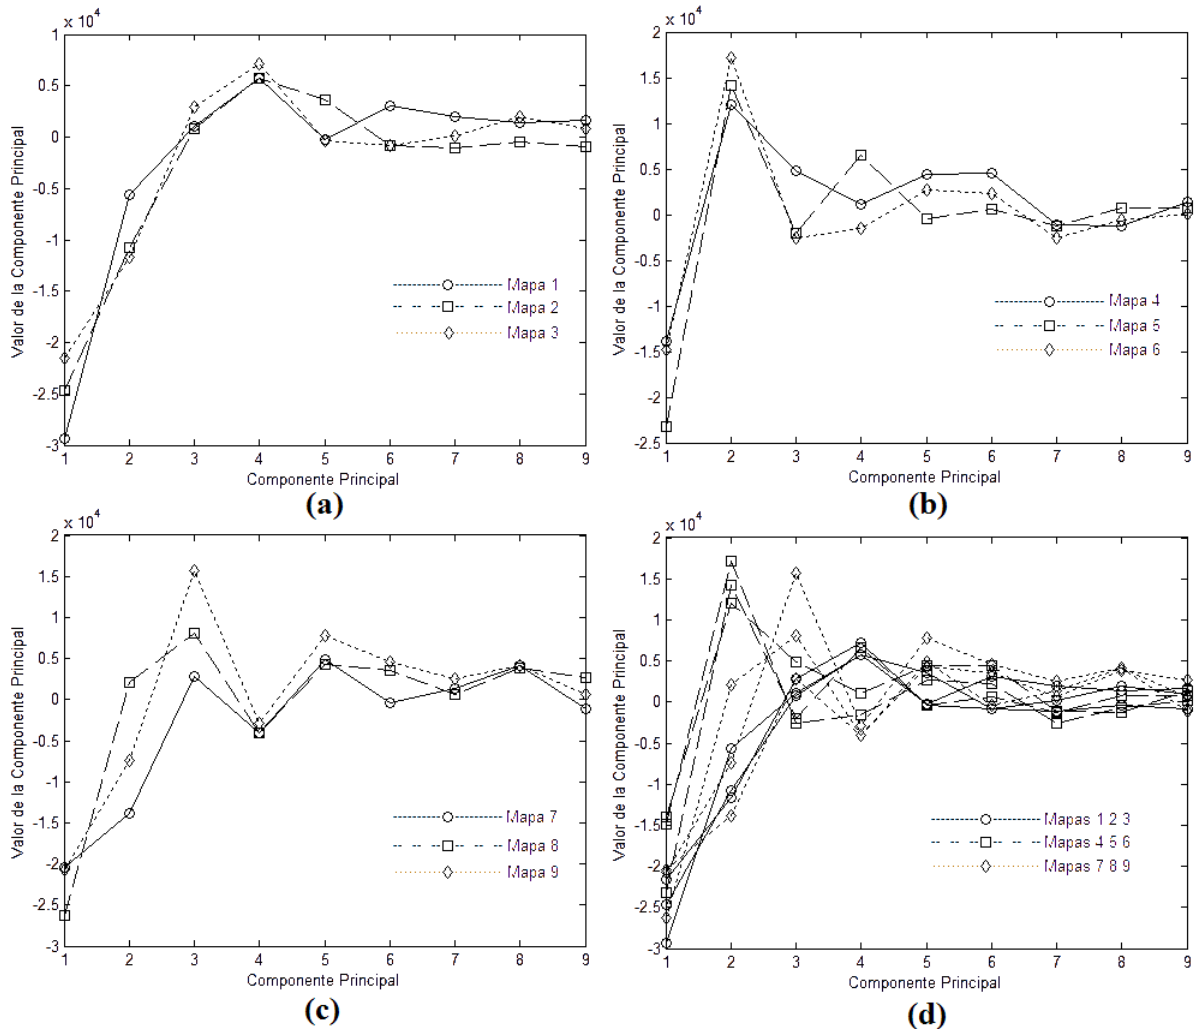 x 10⁴
1
0.5
0
-0.5
-1
-1.5
-2
-2.5
-3
1 2 3 4 5 6 7 8 9
Valor de la Componente Principal
Componente Principal
Mapa 1
Mapa 2
Mapa 3
(a)
x 10⁴
2
1.5
1
0.5
0
-0.5
-1
-1.5
-2
-2.5
1 2 3 4 5 6 7 8 9
Valor de la Componente Principal
Componente Principal
Mapa 4
Mapa 5
Mapa 6
(b)
x 10⁴
2
1.5
1
0.5
0
-0.5
-1
-1.5
-2
-2.5
-3
1 2 3 4 5 6 7 8 9
Valor de la Componente Principal
Componente Principal
Mapa 7
Mapa 8
Mapa 9
(c)
x 10⁴
2
1.5
1
0.5
0
-0.5
-1
-1.5
-2
-2.5
-3
1 2 3 4 5 6 7 8 9
Valor de la Componente Principal
Componente Principal
Mapas 1 2 3
Mapas 4 5 6
Mapas 7 8 9
(d)